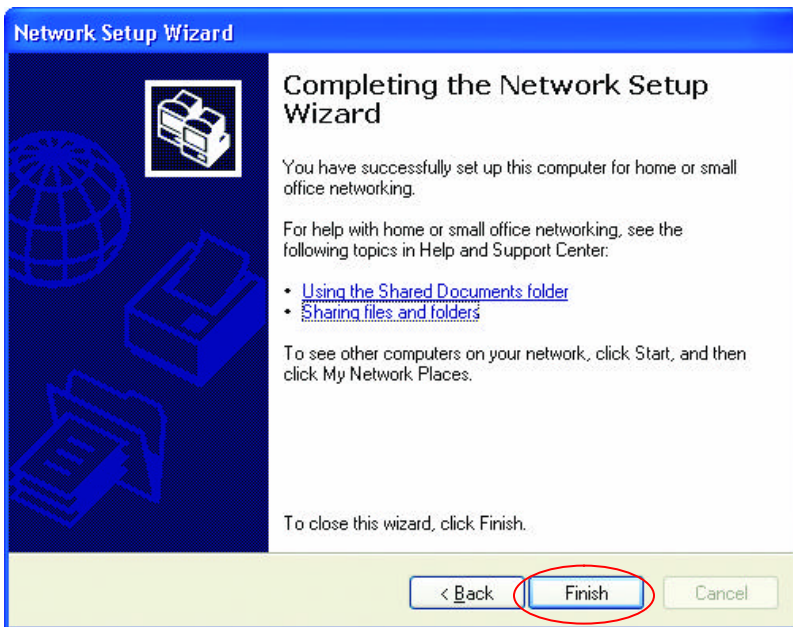 Network Setup Wizard
Completing the Network Setup
Wizard
You have successfully set up this computer for home or small
office networking.
For help with home or small office networking, see the
following topics in Help and Support Center:
• Using the Shared Documents folder
• Sharing files and folders
To see other computers on your network, click Start, and then
click My Network Places.
To close this wizard, click Finish.
< Back
Finish
Cancel